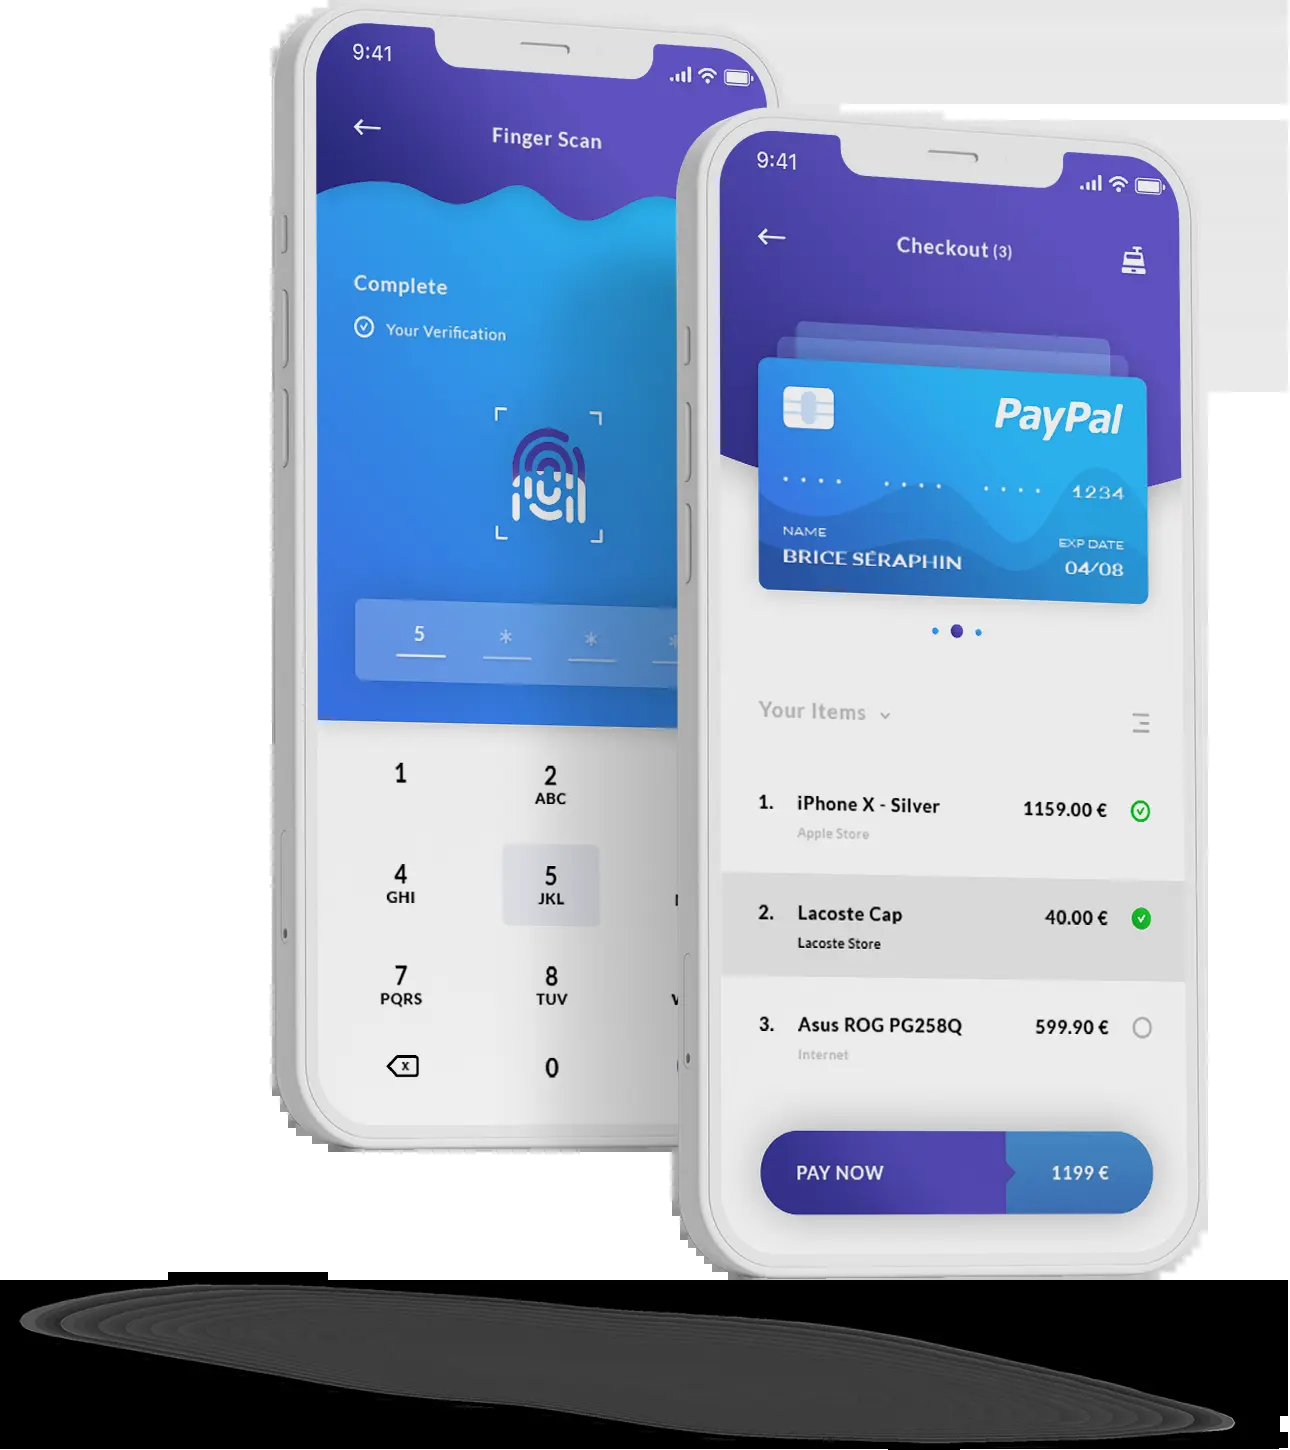 9:41
Finger Scan
Complete
Your Verification
5 * * *
1
2
ABC
4
GHI
5
JKL
7
PQRS
8
TUV
0
9:41
Checkout (3)
PayPal
1234
NAME
EXP DATE
BRICE SÉRAPHIN
04/08
Your Items
1. iPhone X - Silver 1159.00 €
Apple Store
2. Lacoste Cap 40.00 €
Lacoste Store
3. Asus ROG PG258Q 599.90 €
Internet
PAY NOW 1199 €